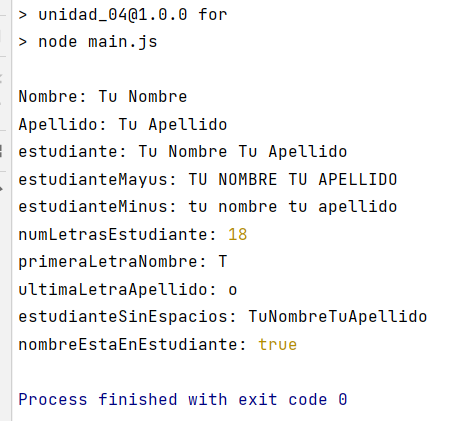 > unidad_04@1.0.0 for
> node main.js
Nombre: Tu Nombre
Apellido: Tu Apellido
estudiante: Tu Nombre Tu Apellido
estudianteMayus: TU NOMBRE TU APELLIDO
estudianteMinus: tu nombre tu apellido
numLetrasEstudiante: 18
primeraLetraNombre: T
ultimaLetraApellido: o
estudianteSinEspacios: TuNombreTuApellido
nombreEstaEnEstudiante: true
Process finished with exit code 0